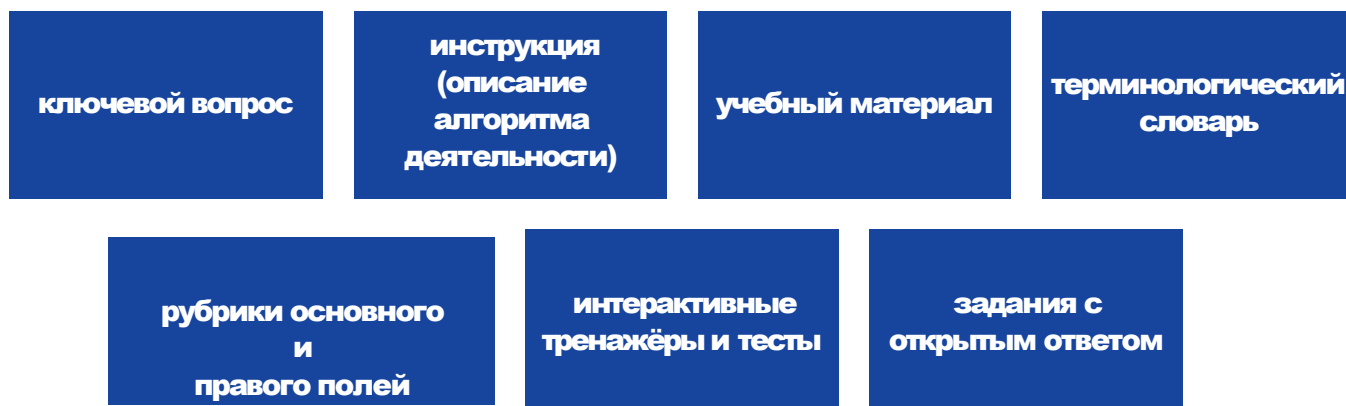 ключевой вопрос
инструкция
(описание
алгоритма
деятельности)
учебный материал
терминологический
словарь
рубрики основного
и
правого полей
интерактивные
тренажёры и тесты
задания с
открытым ответом